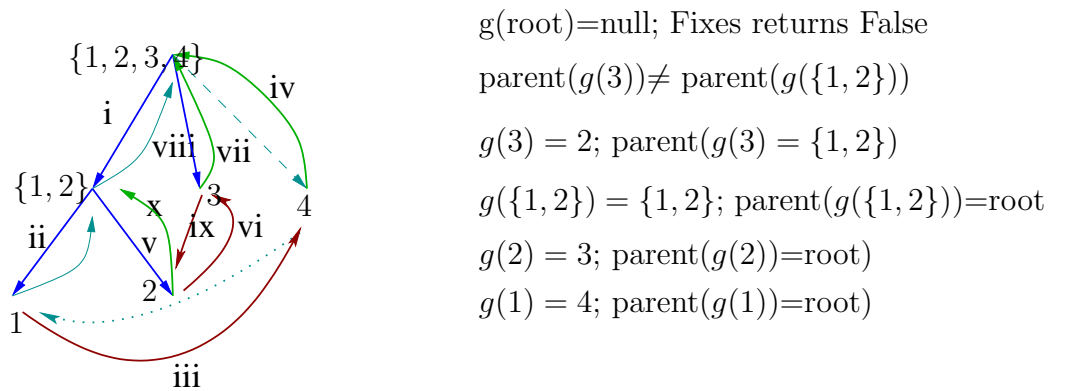 g(root)=null; Fixes returns False
parent(g(3))≠ parent(g({1, 2}))
g(3) = 2; parent(g(3) = {1, 2})
g({1, 2}) = {1, 2}; parent(g({1, 2}))=root
g(2) = 3; parent(g(2))=root)
g(1) = 4; parent(g(1))=root)
{1, 2, 3, 4}
iv
i
viii
vii
{1, 2}
3
4
x
ii
v
ix
vi
2
1
iii